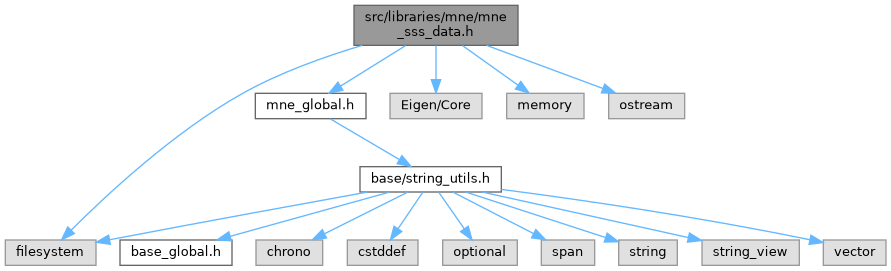 src/libraries/mne/mne
_sss_data.h
mne_global.h
Eigen/Core
memory
ostream
base/string_utils.h
filesystem
base_global.h
chrono
cstddef
optional
span
string
string_view
vector